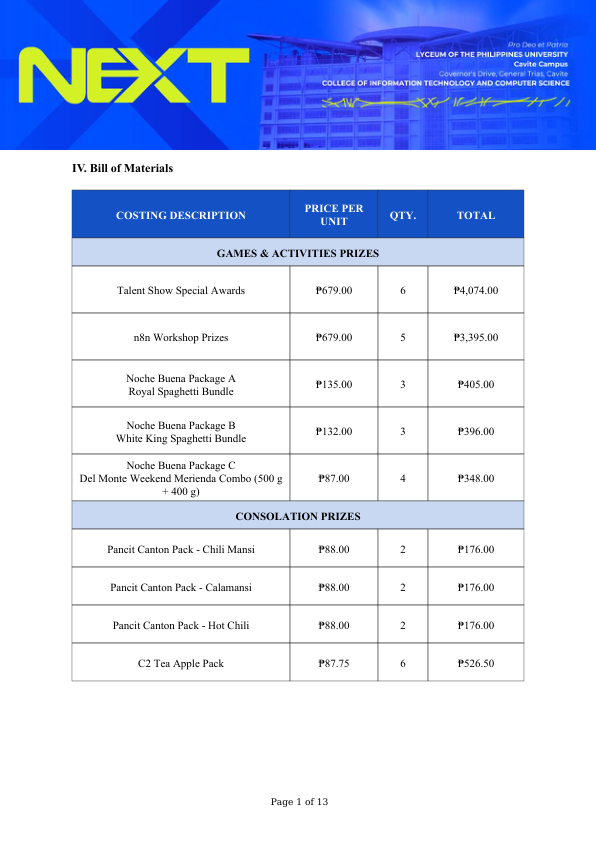 NEXT
Pro Deo et Patria
LYCEUM OF THE PHILIPPINES UNIVERSITY
Cavite Campus
Governor's Drive, General Trias, Cavite
COLLEGE OF INFORMATION TECHNOLOGY AND COMPUTER SCIENCE
IV. Bill of Materials
COSTING DESCRIPTION PRICE PER UNIT QTY. TOTAL
GAMES & ACTIVITIES PRIZES
Talent Show Special Awards ₱679.00 6 ₱4,074.00
n8n Workshop Prizes ₱679.00 5 ₱3,395.00
Noche Buena Package A
Royal Spaghetti Bundle ₱135.00 3 ₱405.00
Noche Buena Package B
White King Spaghetti Bundle ₱132.00 3 ₱396.00
Noche Buena Package C
Del Monte Weekend Merienda Combo (500 g
+ 400 g) ₱87.00 4 ₱348.00
CONSOLATION PRIZES
Pancit Canton Pack - Chili Mansi ₱88.00 2 ₱176.00
Pancit Canton Pack - Calamansi ₱88.00 2 ₱176.00
Pancit Canton Pack - Hot Chili ₱88.00 2 ₱176.00
C2 Tea Apple Pack ₱87.75 6 ₱526.50
Page 1 of 13